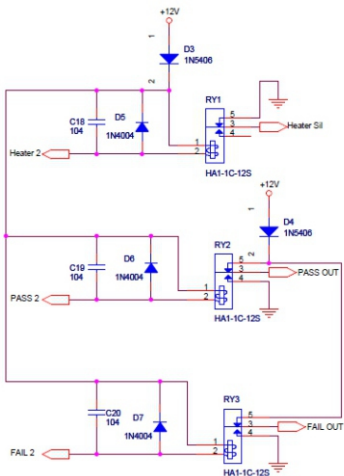 +12V
1
D3
1N5406
2
RY1
C18
104
D5
1N4004
5
3
4
Heater Sil
1
2
Heater 2
HA1-1C-12S
+12V
1
D4
1N5406
2
RY2
C19
104
D6
1N4004
5
3
4
PASS OUT
1
2
PASS 2
HA1-1C-12S
RY3
C20
104
D7
1N4004
5
3
4
FAIL OUT
1
2
FAIL 2
HA1-1C-12S